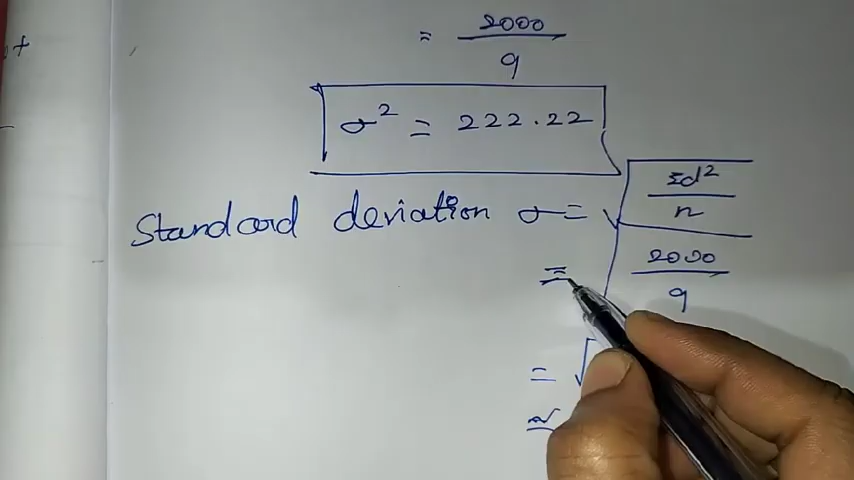 = 2000/9
σ² = 222.22
Standard deviation σ = √Σd²/n
= √2000/9
= √
≈